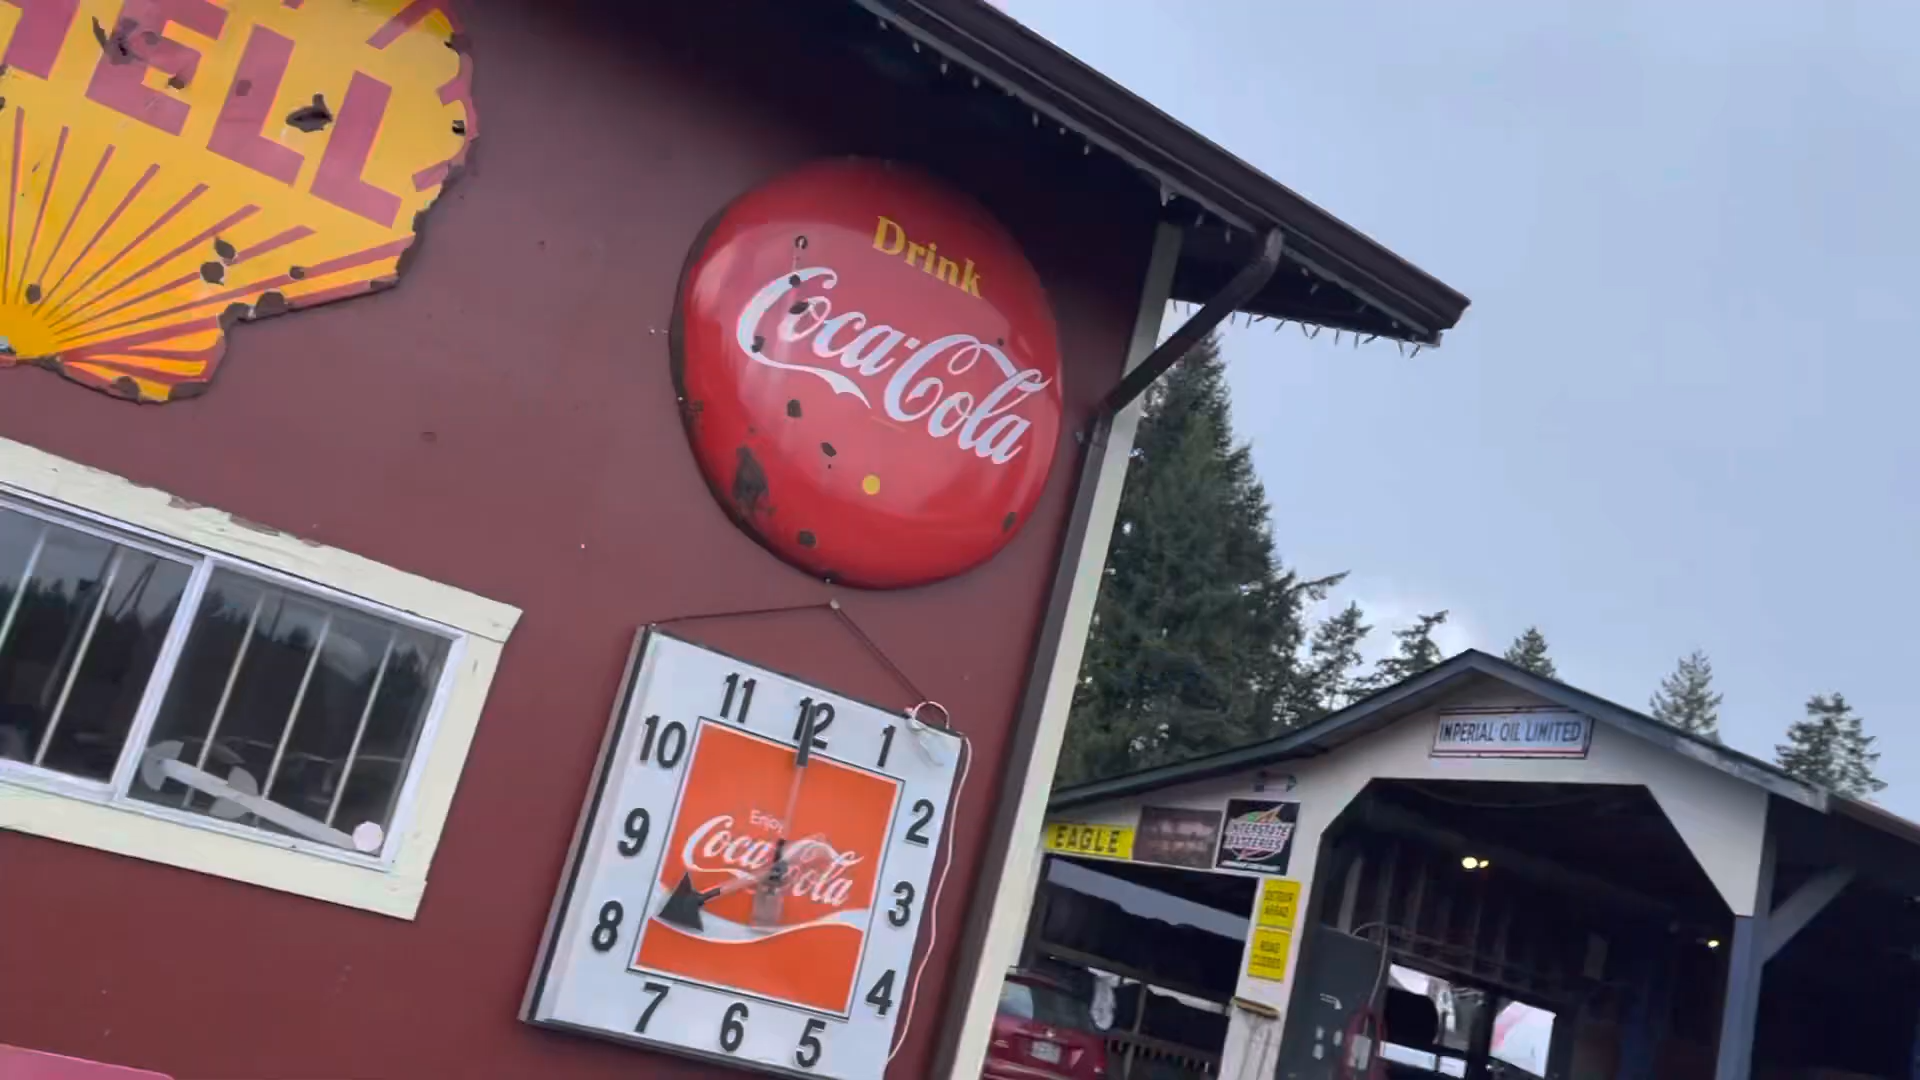 HELL
Drink
Coca-Cola
11 12 1
10 2
9 3
8 4
7 6 5
Enjoy
Coca-Cola
IMPERIAL OIL LIMITED
EAGLE
INTERSTATE
BATTERIES
ROAD
CLOSED